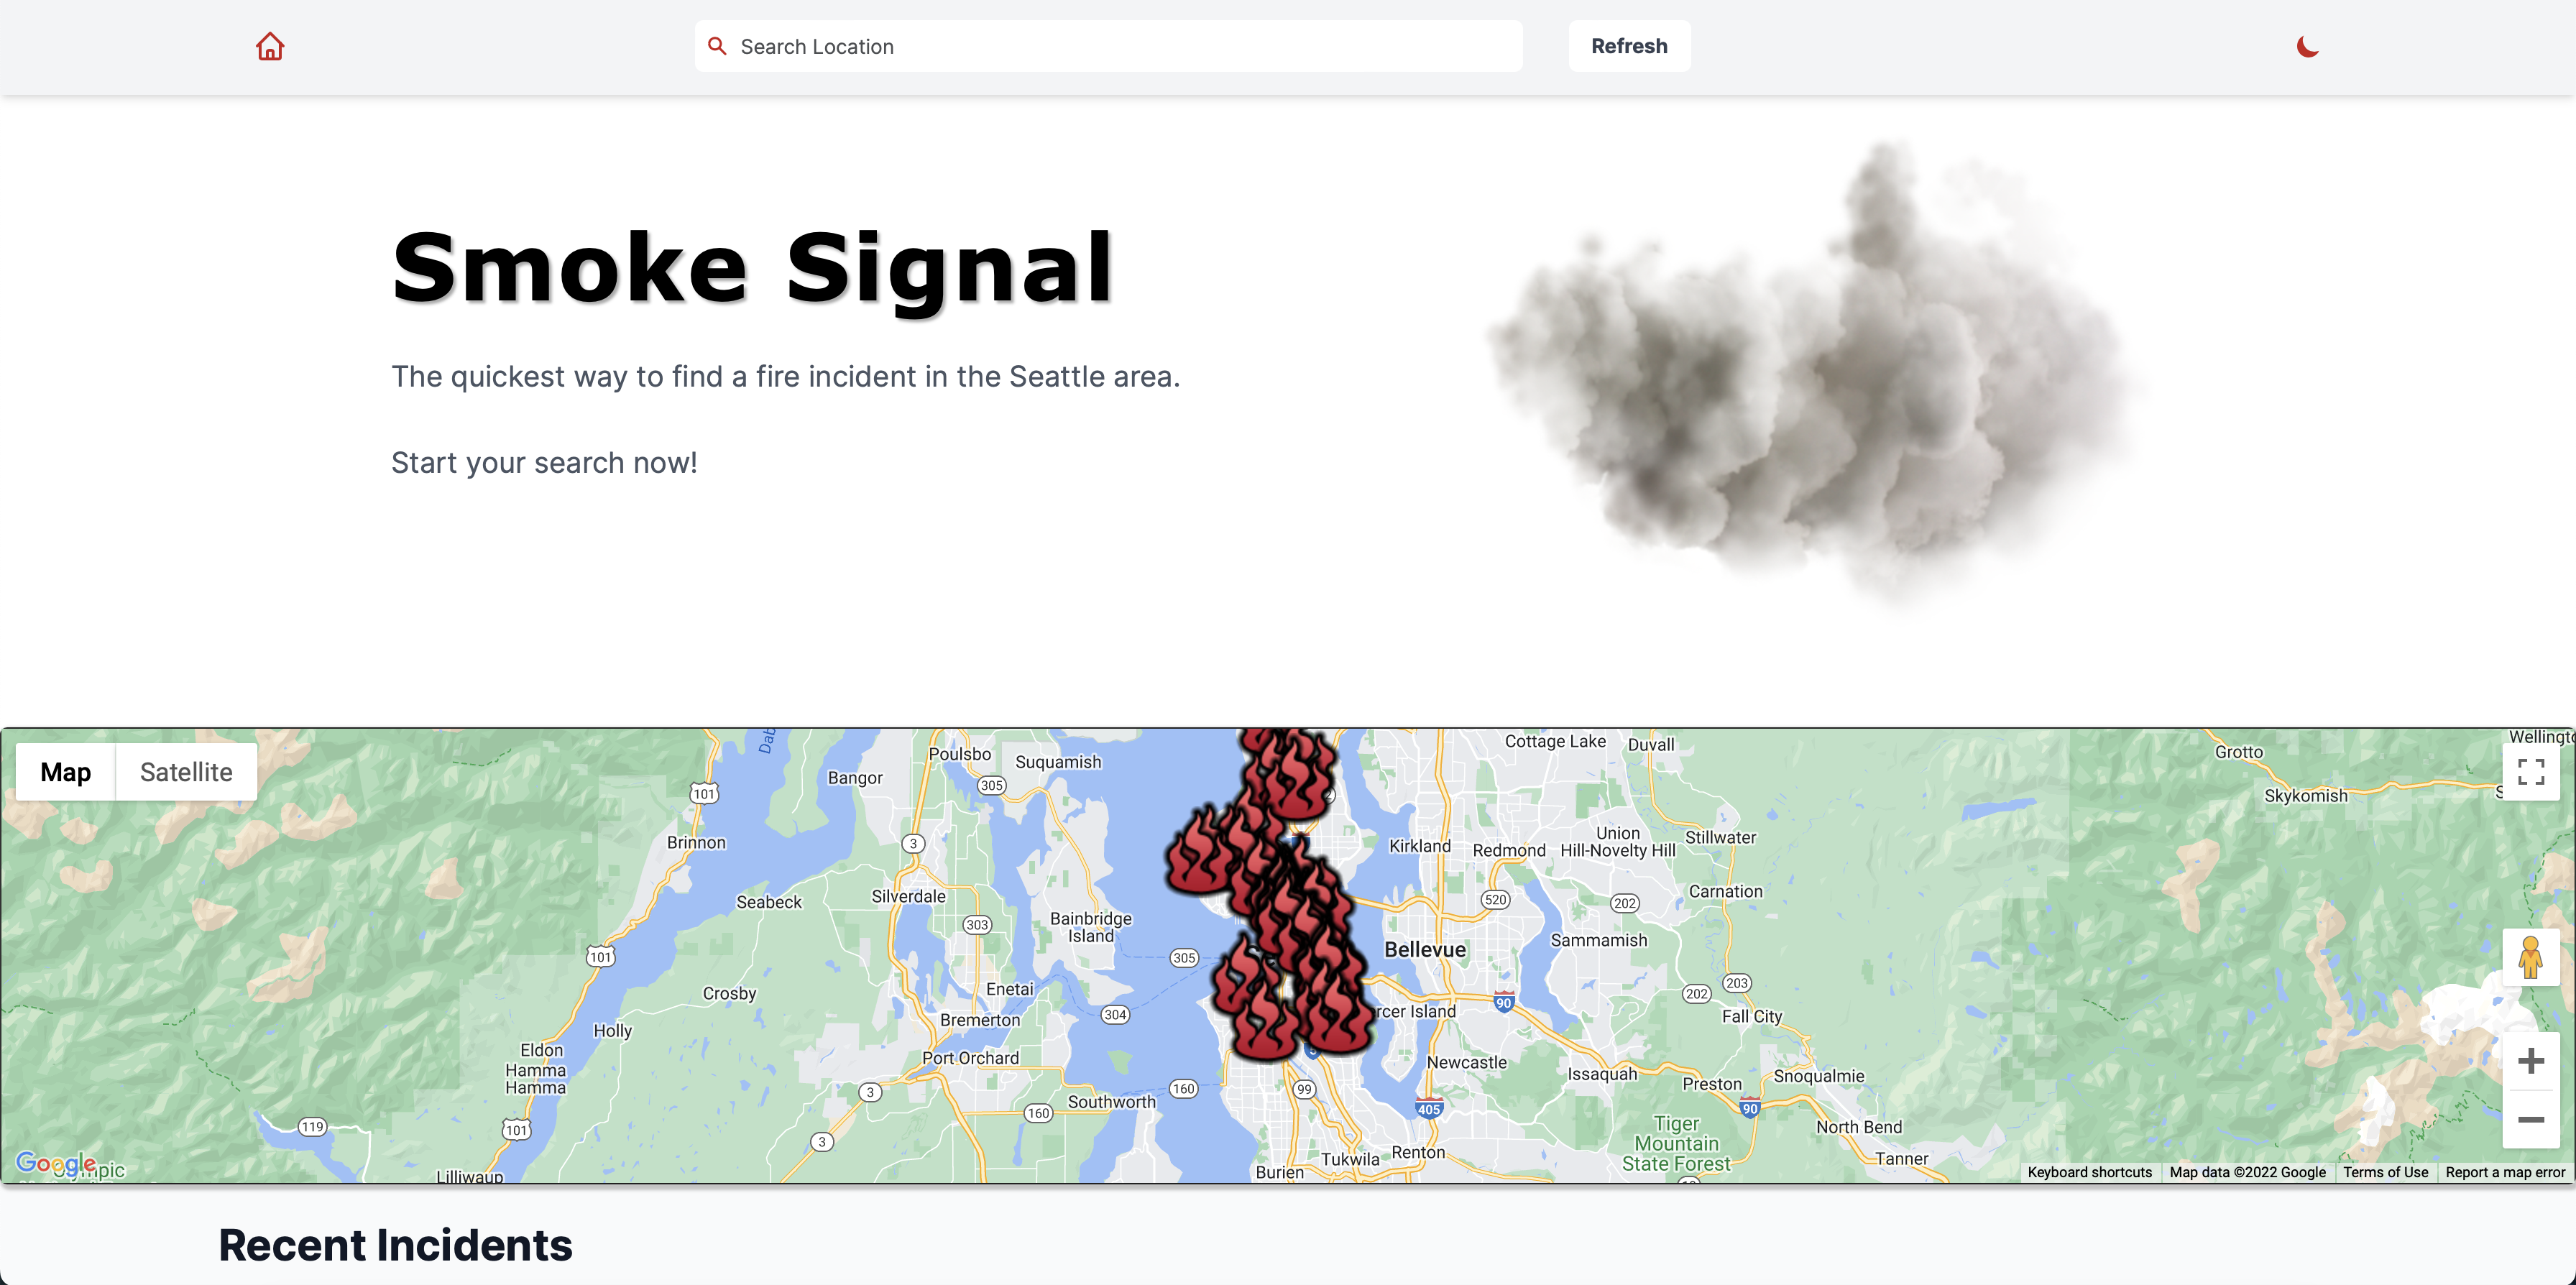 Search Location
Refresh
Smoke Signal
The quickest way to find a fire incident in the Seattle area.
Start your search now!
Map
Satellite
Poulsbo
Suquamish
Bangor
305
101
Brinnon
3
Silverdale
Seabeck
303
Bainbridge
Island
305
101
Crosby
Enetai
304
Holly
Bremerton
Eldon
Hamma
Hamma
Port Orchard
3
160
Southworth
160
119
101
3
Lilliwaup
Google
Cottage Lake
Duvall
Kirkland
Redmond
Union
Hill-Novelty Hill
Stillwater
520
202
Carnation
Bellevue
Sammamish
90
202
203
Fall City
rcer Island
Newcastle
Issaquah
Preston
Snoqualmie
99
405
90
Tiger
Mountain
State Forest
North Bend
Tanner
Burien
Tukwila
Renton
Grotto
Skykomish
Keyboard shortcuts
Map data ©2022 Google
Terms of Use
Report a map error
Recent Incidents